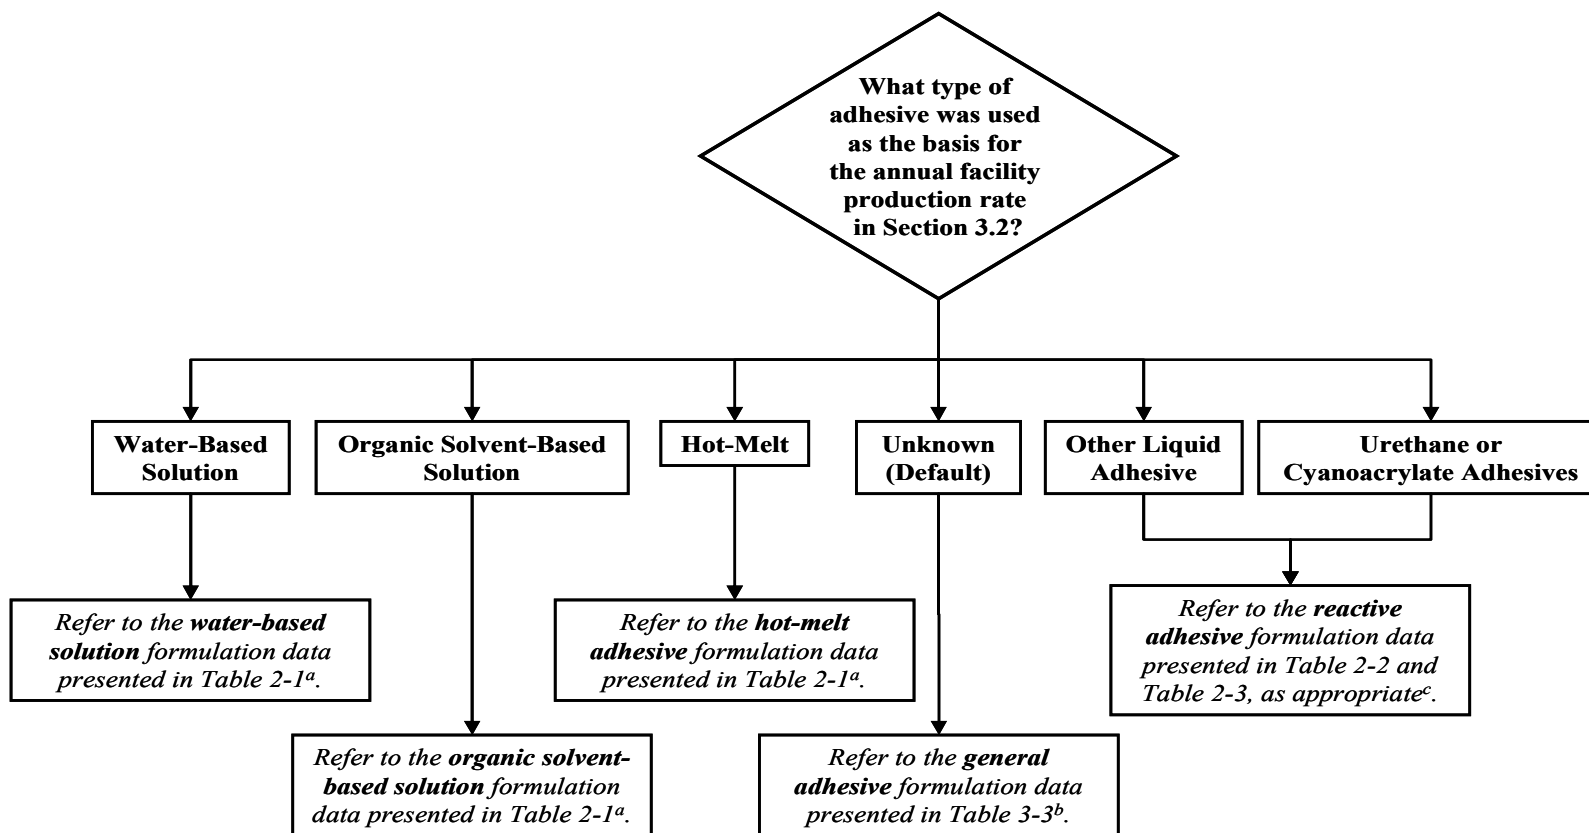 What type of
adhesive was used
as the basis for
the annual facility
production rate
in Section 3.2?
Water-Based
Solution
Organic Solvent-Based
Solution
Hot-Melt
Unknown
(Default)
Other Liquid
Adhesive
Urethane or
Cyanoacrylate Adhesives
Refer to the water-based
solution formulation data
presented in Table 2-1ᵃ.
Refer to the hot-melt
adhesive formulation data
presented in Table 2-1ᵃ.
Refer to the reactive
adhesive formulation data
presented in Table 2-2 and
Table 2-3, as appropriateᶜ.
Refer to the organic solvent-
based solution formulation
data presented in Table 2-1ᵃ.
Refer to the general
adhesive formulation data
presented in Table 3-3ᵇ.